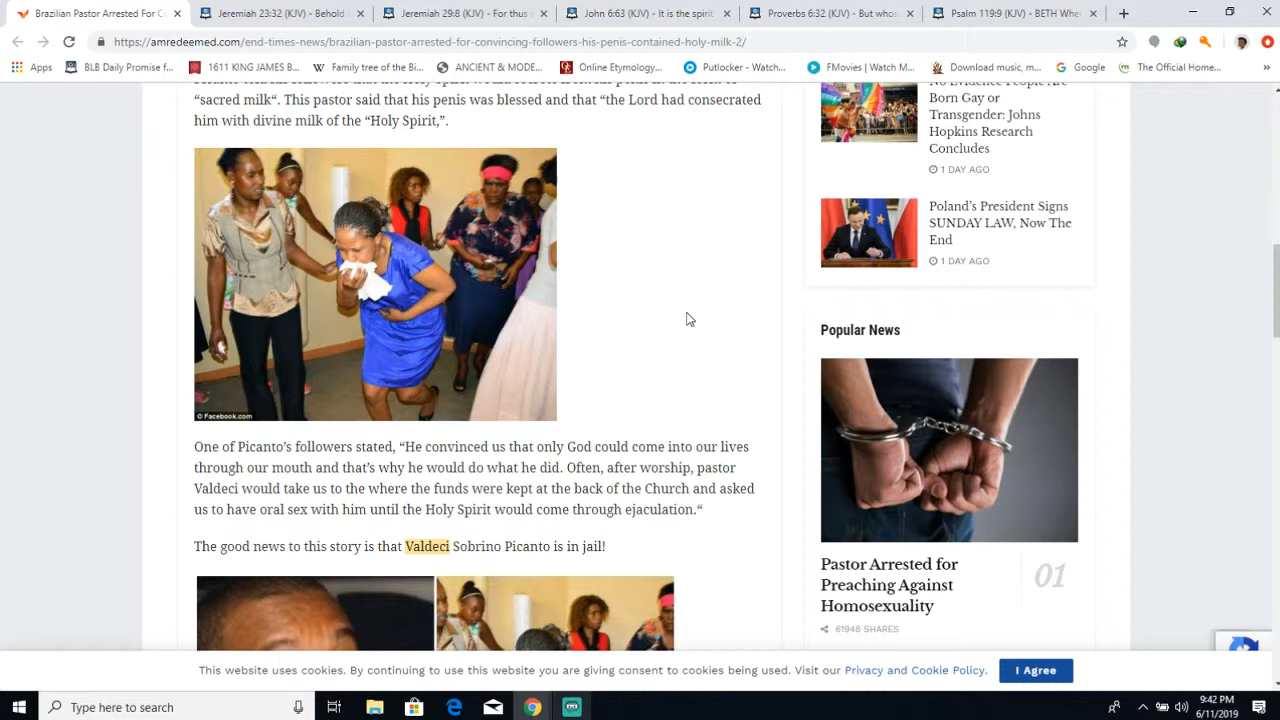 Brazilian Pastor Arrested For C
Jeremiah 23:32 (KJV) - Behold
Jeremiah 29:8 (KJV) - For thus s
John 6:63 (KJV) - It is the spirit
Proverbs 6:32 (KJV) - But whos
Psalm 119:9 (KJV) - BETH Whe
https://amredeemed.com/end-times-news/brazilian-pastor-arrested-for-convincing-followers-his-penis-contained-holy-milk-2/
Apps
BLB Daily Promise f...
1611 KING JAMES B...
Family tree of the Bi...
ANCIENT & MODE...
Online Etymology...
Putlocker - Watch...
FMovies | Watch M...
Download music, m...
Google
The Official Home...
“sacred milk“. This pastor said that his penis was blessed and that “the Lord had consecrated
him with divine milk of the “Holy Spirit,”.
© Facebook.com
One of Picanto’s followers stated, “He convinced us that only God could come into our lives
through our mouth and that’s why he would do what he did. Often, after worship, pastor
Valdeci would take us to the where the funds were kept at the back of the Church and asked
us to have oral sex with him until the Holy Spirit would come through ejaculation.“
The good news to this story is that Valdeci Sobrino Picanto is in jail!
No Evidence People Are
Born Gay or
Transgender: Johns
Hopkins Research
Concludes
1 DAY AGO
Poland’s President Signs
SUNDAY LAW, Now The
End
1 DAY AGO
Popular News
Pastor Arrested for
Preaching Against
Homosexuality
01
61948 SHARES
This website uses cookies. By continuing to use this website you are giving consent to cookies being used. Visit our Privacy and Cookie Policy.
I Agree
Type here to search
9:42 PM
6/11/2019